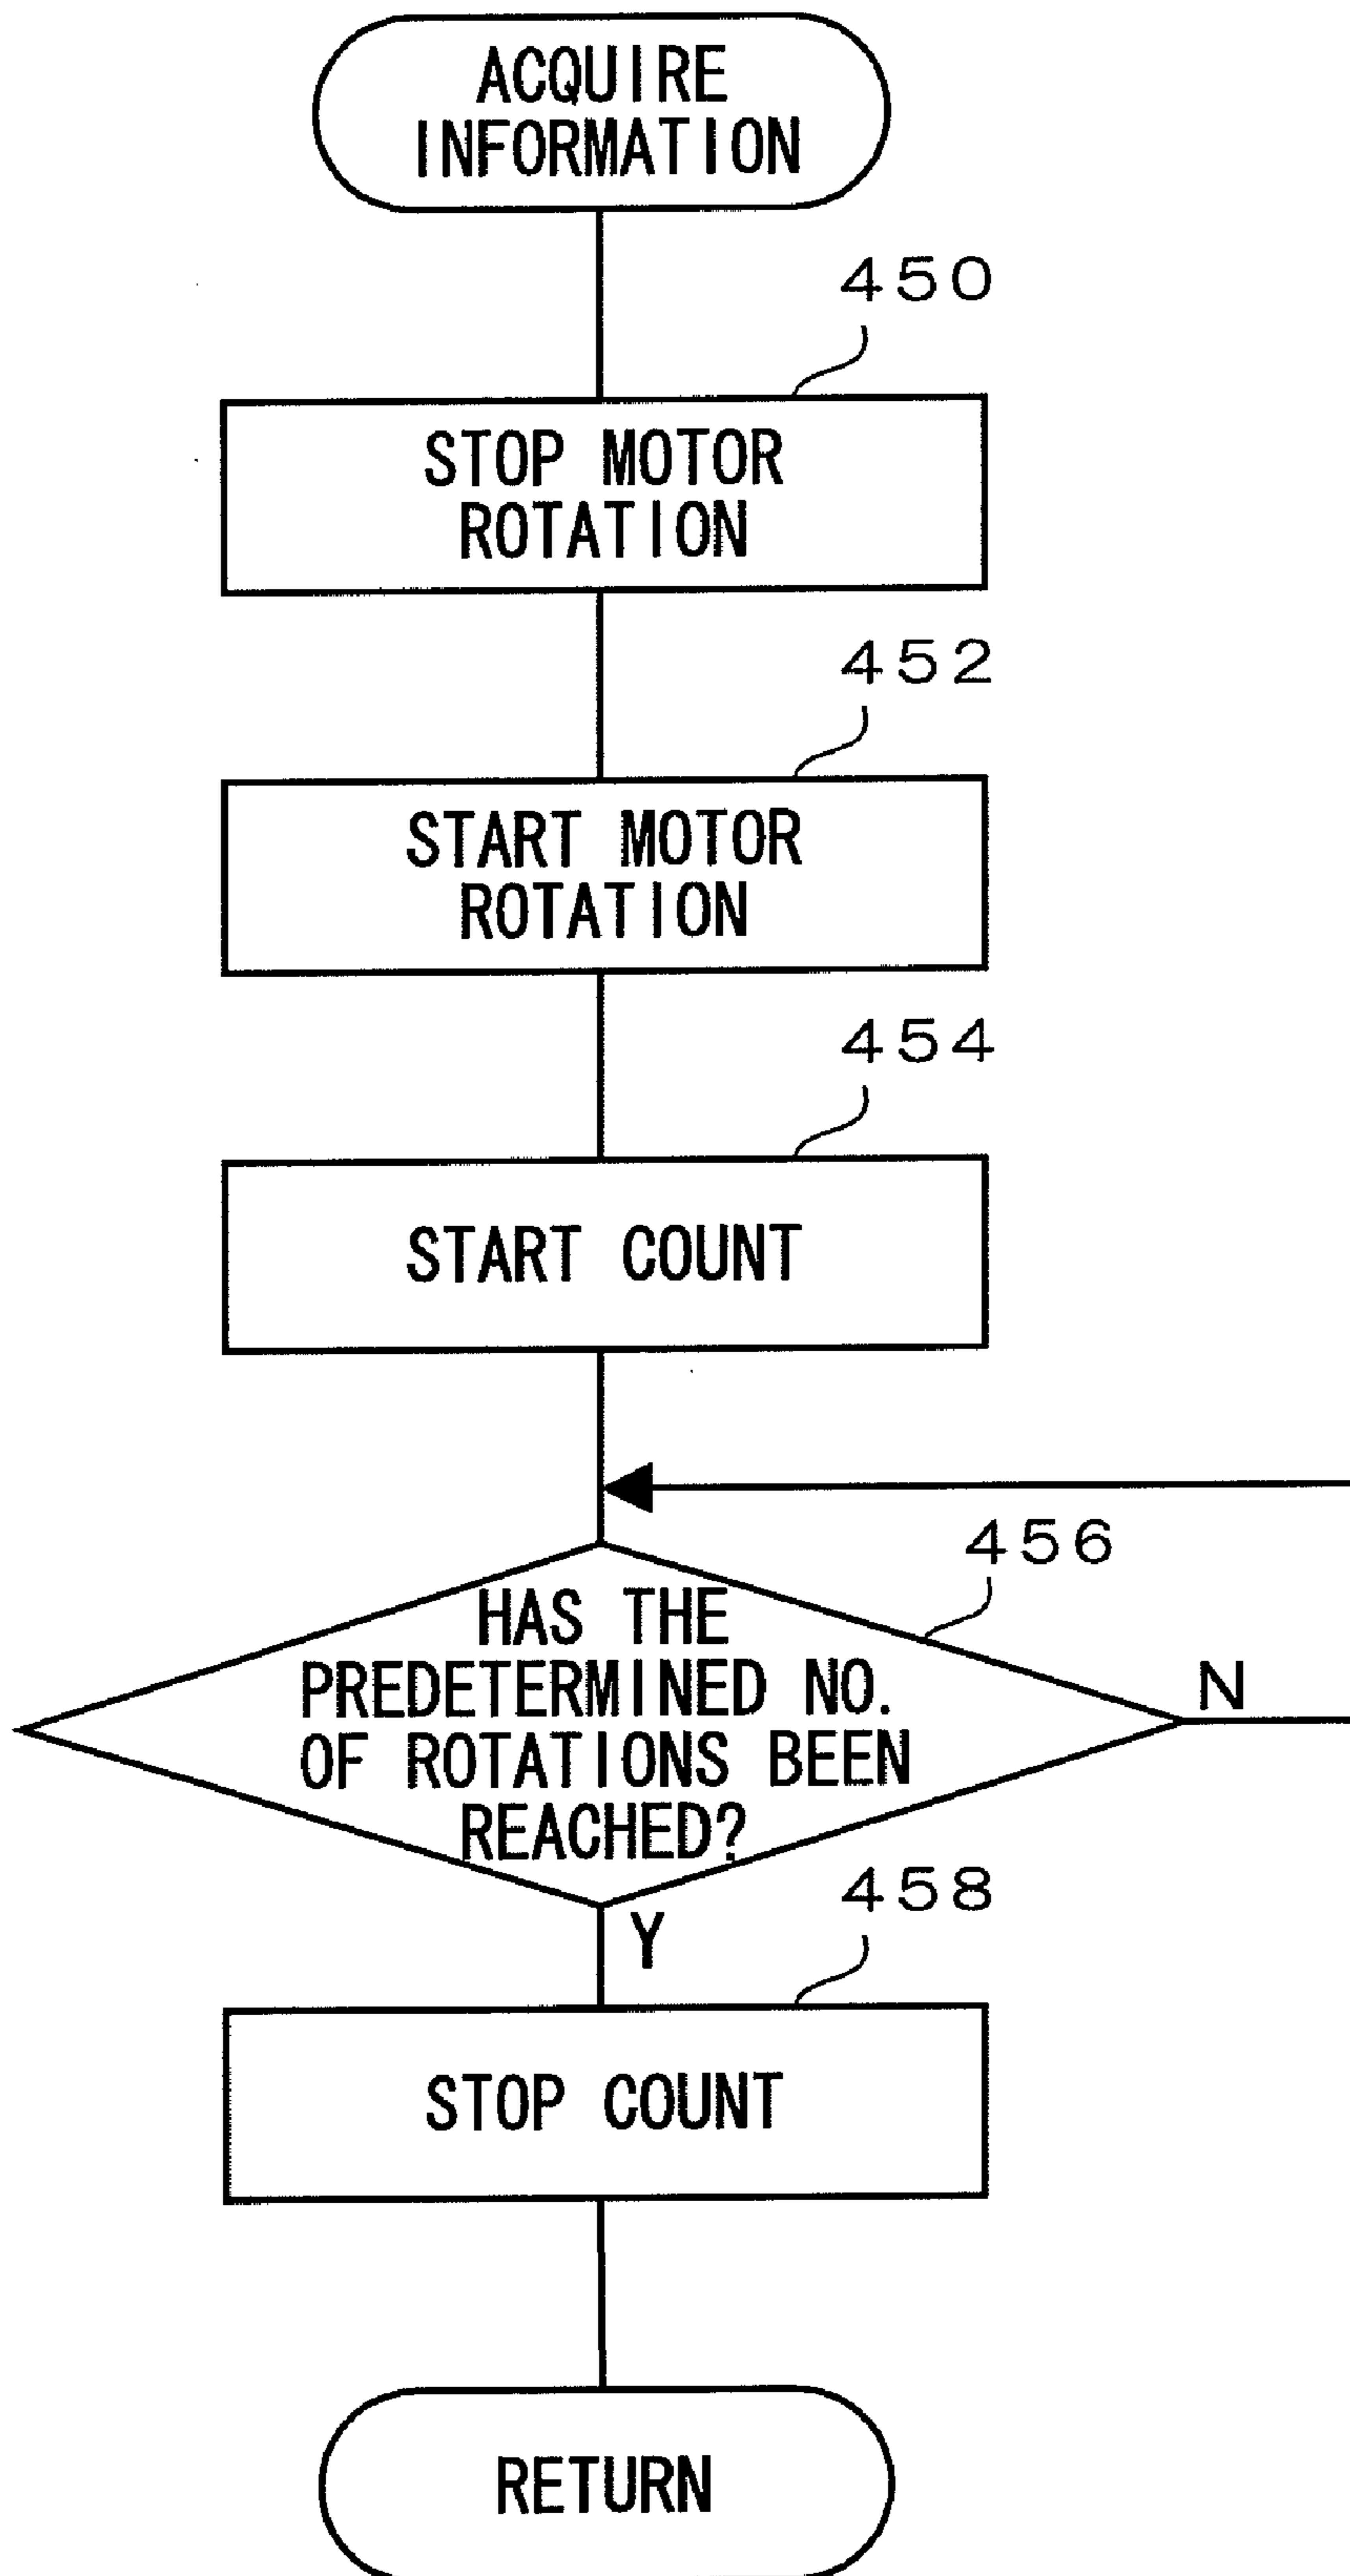 ACQUIRE
INFORMATION
450
STOP MOTOR
ROTATION
452
START MOTOR
ROTATION
454
START COUNT
456
HAS THE
PREDETERMINED NO.
OF ROTATIONS BEEN
REACHED?
N
Y
458
STOP COUNT
RETURN